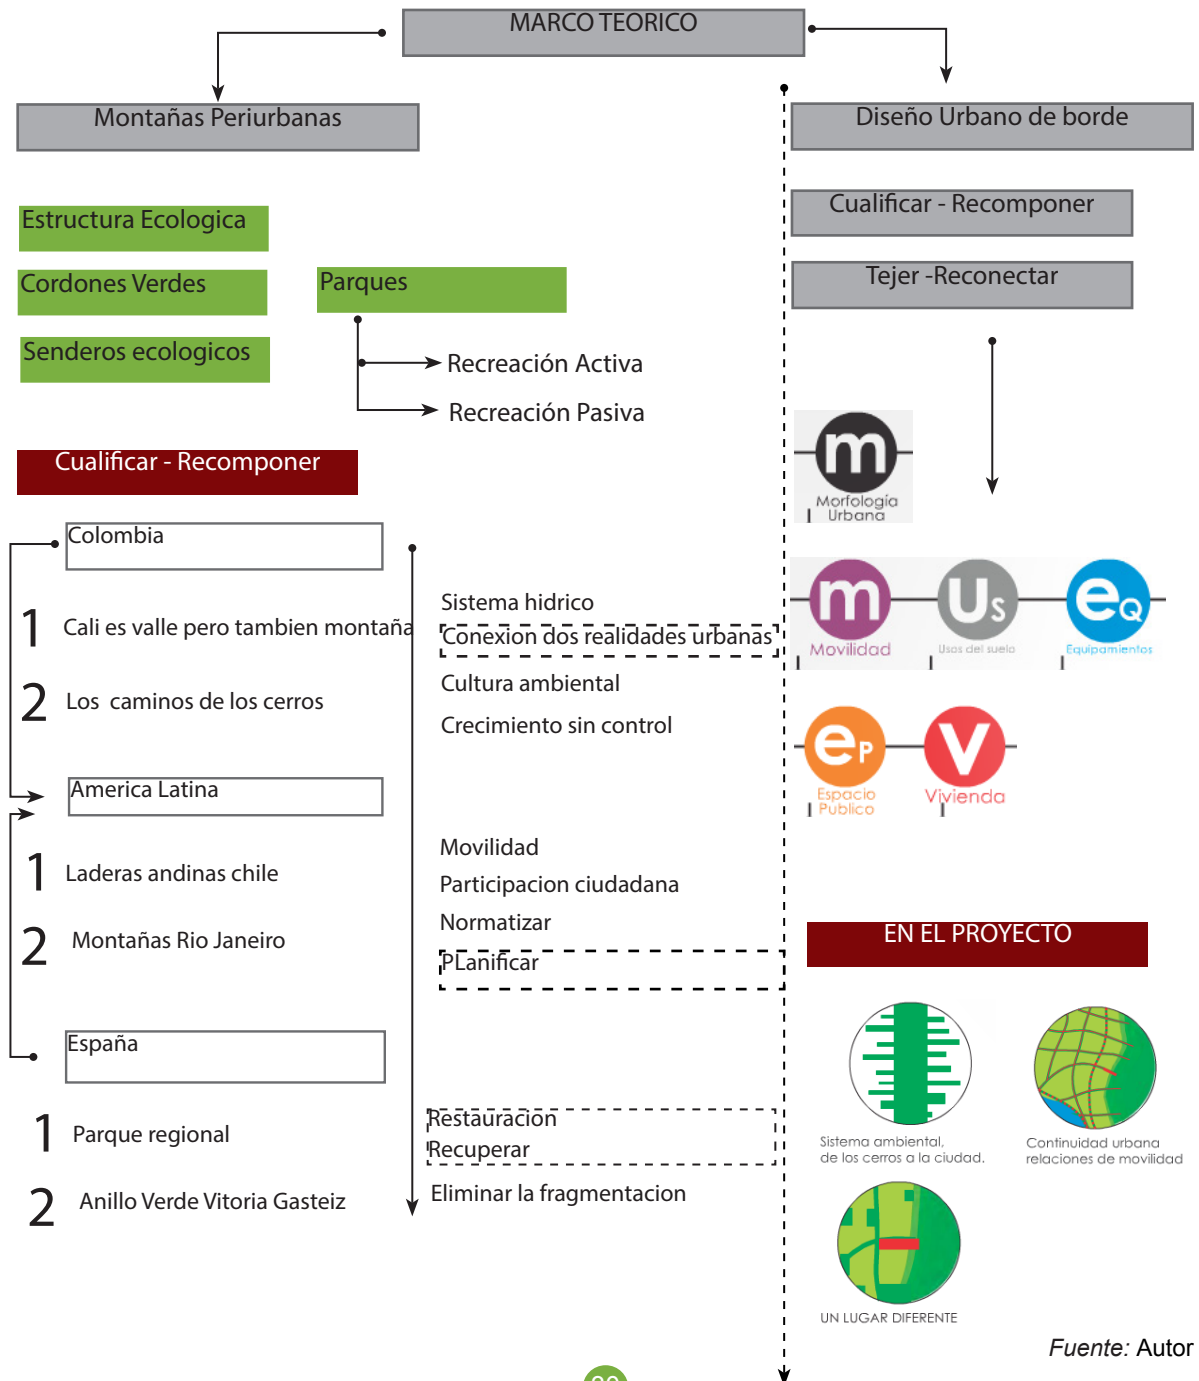 MARCO TEORICO
Montañas Periurbanas
Estructura Ecologica
Cordones Verdes
Parques
Senderos ecologicos
Recreación Activa
Recreación Pasiva
Cualificar - Recomponer
Colombia
1 Cali es valle pero tambien montaña
2 Los caminos de los cerros
America Latina
1 Laderas andinas chile
2 Montañas Rio Janeiro
España
1 Parque regional
2 Anillo Verde Vitoria Gasteiz
Sistema hidrico
Conexion dos realidades urbanas
Cultura ambiental
Crecimiento sin control
Movilidad
Participacion ciudadana
Normatizar
PLanificar
Restauracion
Recuperar
Eliminar la fragmentacion
Diseño Urbano de borde
Cualificar - Recomponer
Tejer -Reconectar
m
Morfología
Urbana
m
Movilidad
Us
Usos del suelo
eQ
Equipamientos
eP
Espacio
Publico
V
Vivienda
EN EL PROYECTO
Sistema ambiental,
de los cerros a la ciudad.
Continuidad urbana
relaciones de movilidad
UN LUGAR DIFERENTE
Fuente: Autor